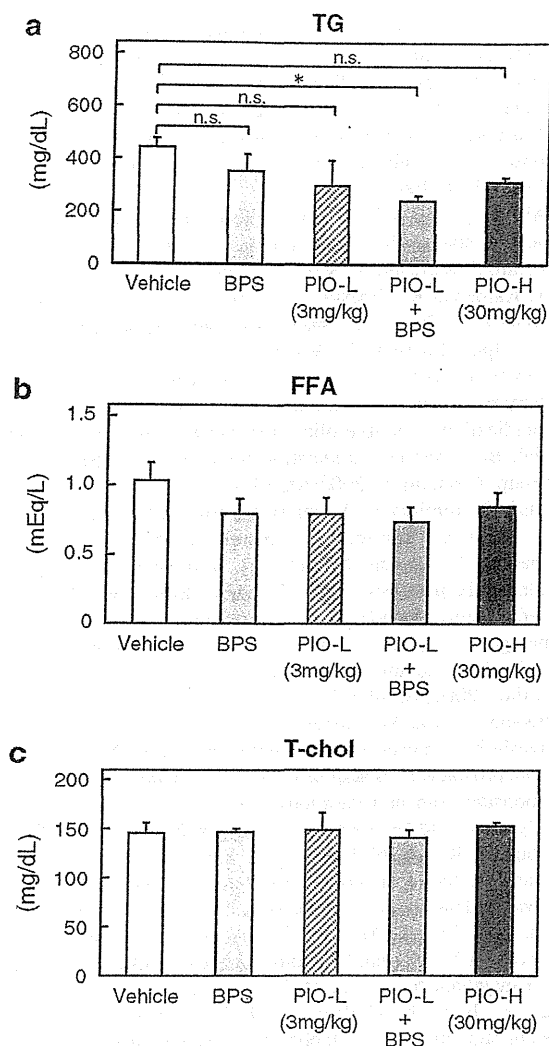 a
TG
800
600
400
200
0
(mg/dL)
n.s.
*
n.s.
n.s.
Vehicle BPS PIO-L PIO-L PIO-H
(3mg/kg) + (30mg/kg)
BPS
b
FFA
1.5
1.0
0.5
0
(mEq/L)
Vehicle BPS PIO-L PIO-L PIO-H
(3mg/kg) + (30mg/kg)
BPS
c
T-chol
200
150
100
50
0
(mg/dL)
Vehicle BPS PIO-L PIO-L PIO-H
(3mg/kg) + (30mg/kg)
BPS